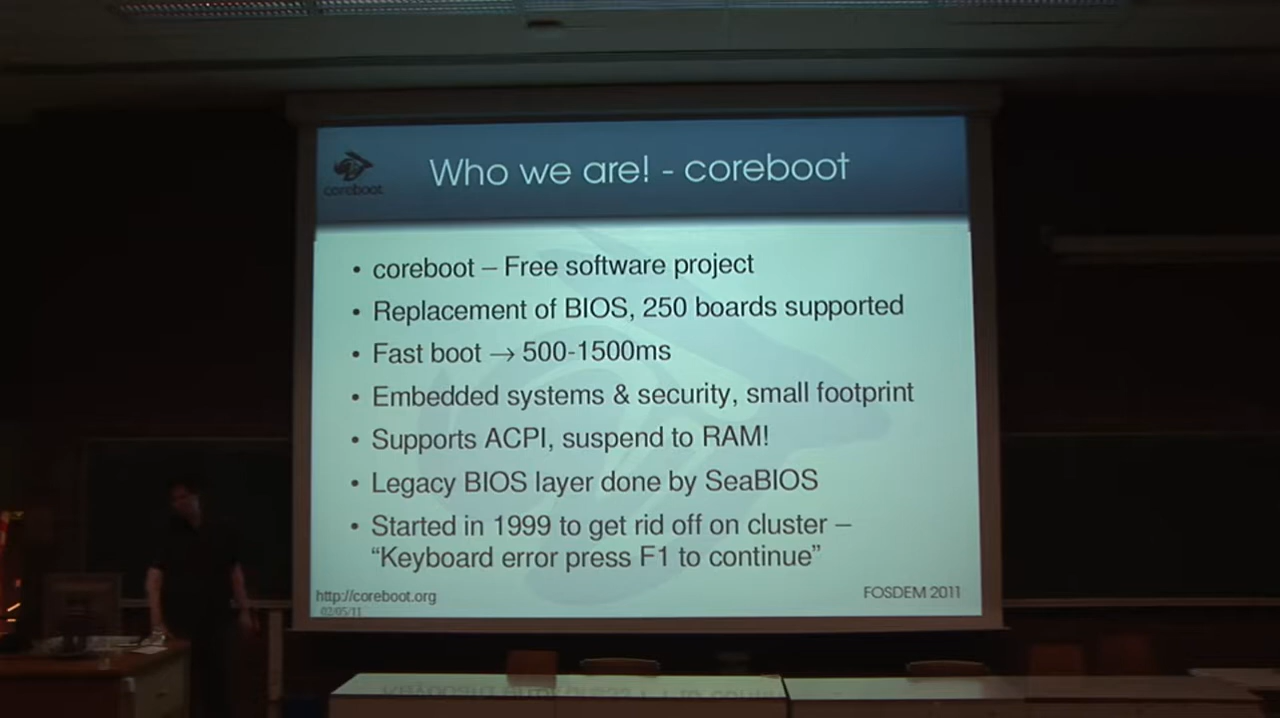 coreboot
Who we are! - coreboot
• coreboot – Free software project
• Replacement of BIOS, 250 boards supported
• Fast boot → 500-1500ms
• Embedded systems & security, small footprint
• Supports ACPI, suspend to RAM!
• Legacy BIOS layer done by SeaBIOS
• Started in 1999 to get rid off on cluster –
“Keyboard error press F1 to continue”
http://coreboot.org
FOSDEM 2011
02/05/11